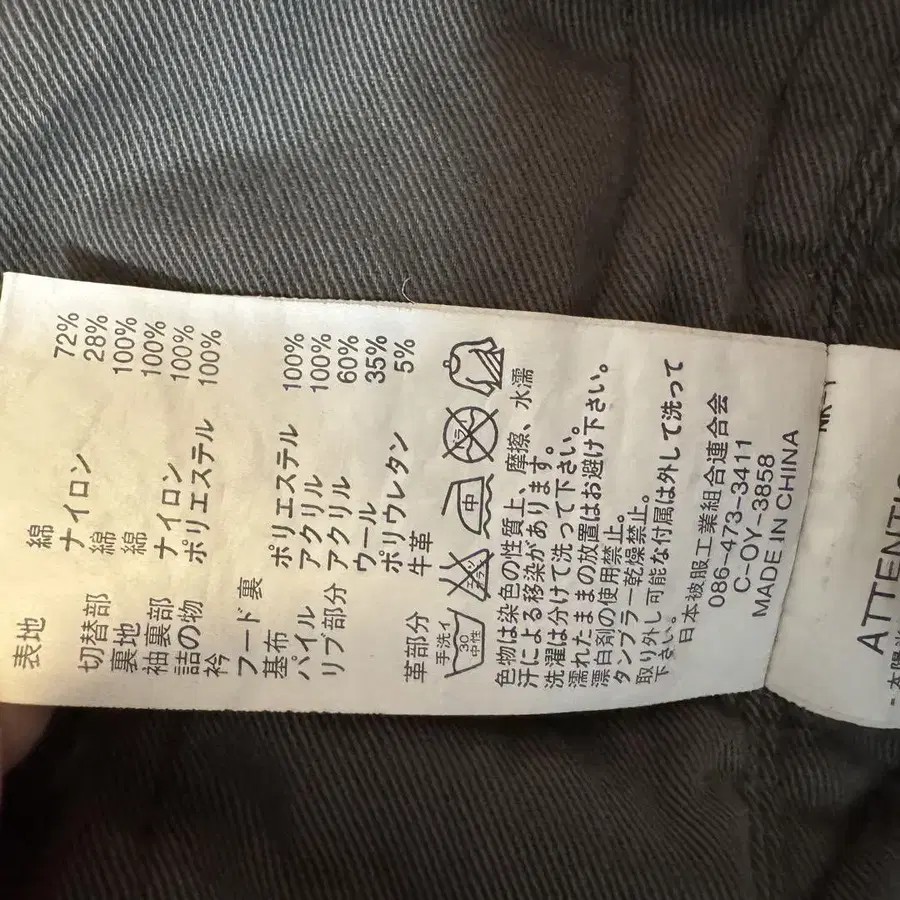 表地 綿 72%
ナイロン 28%
切替部 綿 100%
裏地 綿 100%
袖裏部 ナイロン 100%
詰の物 ポリエステル 100%
衿
フード裏
基布 ポリエステル 100%
パイル アクリル 100%
リブ部分 アクリル 60%
ウール 35%
ポリウレタン 5%
革部分 牛革
手洗イ 30 中性 中 ドライ
色物は染色の性質上、摩擦、水濡
汗による移染があります。
洗濯は分けて洗って下さい。
濡れたままの放置はお避け下さい。
漂白剤の使用禁止。
タンブラー乾燥禁止。
取り外し可能な付属は外して洗って
下さい。
日本被服工業組合連合会
086-473-3411
C-OY-3858
MADE IN CHINA
ATTENTIO